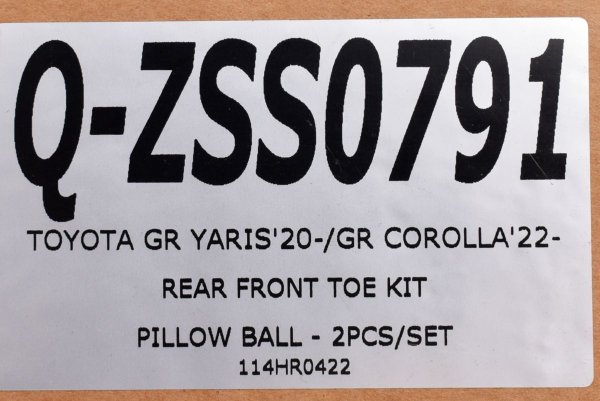 Q-ZSS0791
TOYOTA GR YARIS'20-/GR COROLLA'22-
REAR FRONT TOE KIT
PILLOW BALL - 2PCS/SET
114HR0422